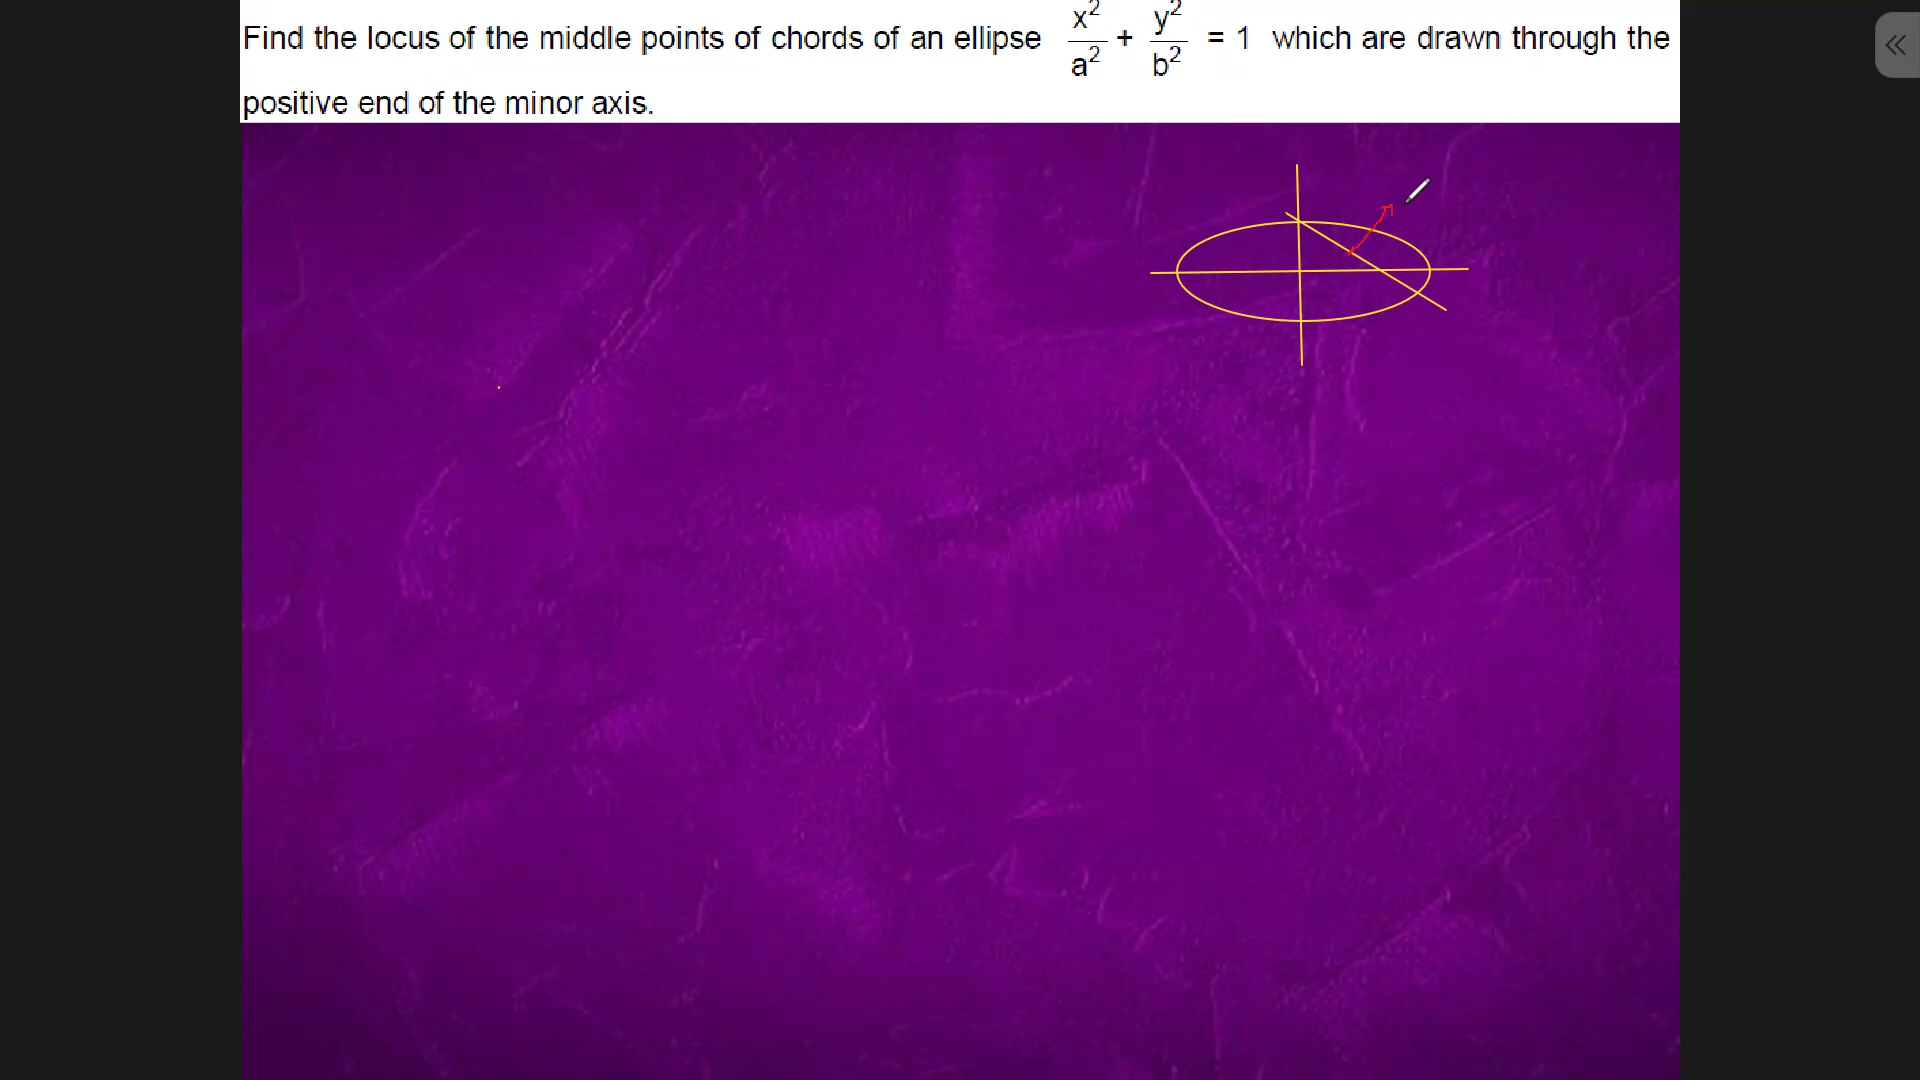 Find the locus of the middle points of chords of an ellipse x²/a² + y²/b² = 1 which are drawn through the
positive end of the minor axis.